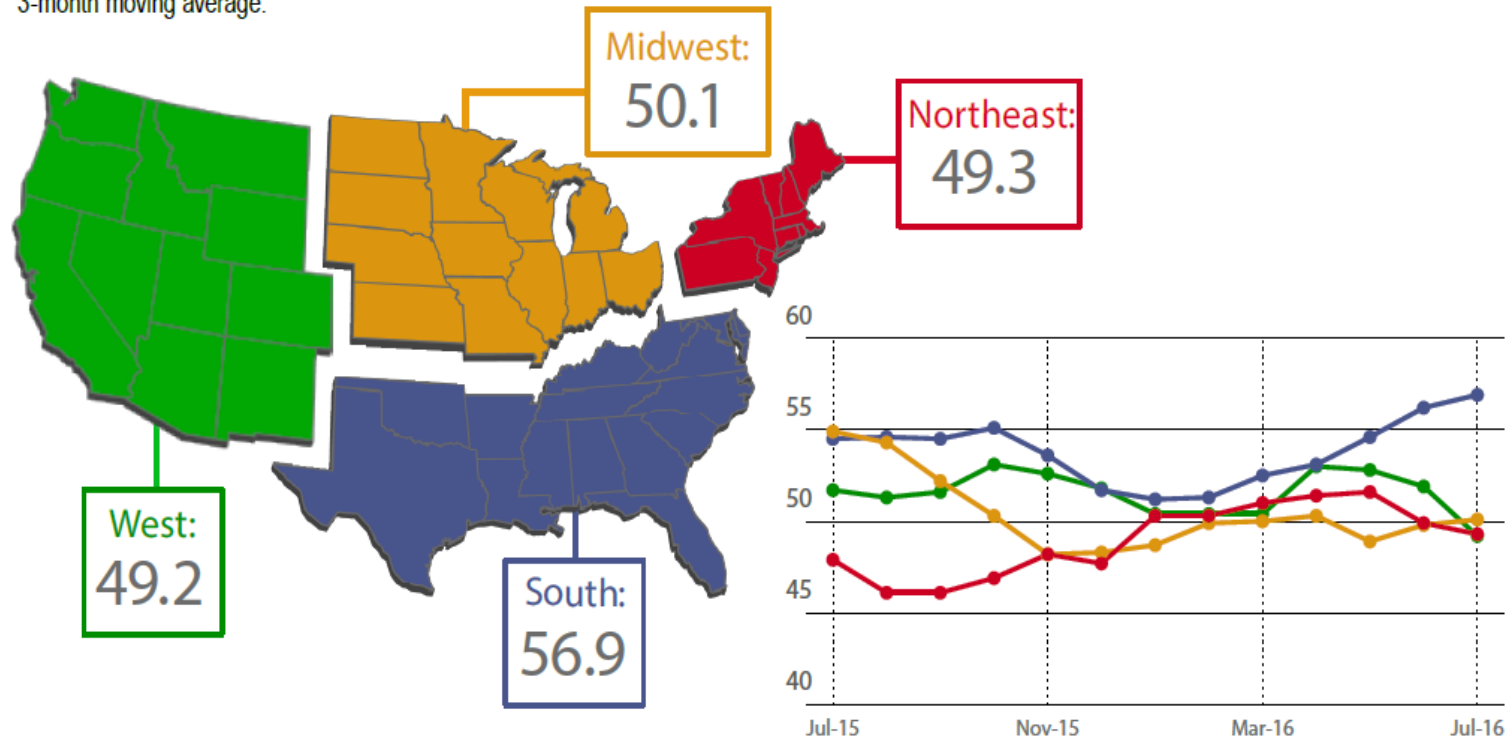 3-month moving average.
Midwest:
50.1
Northeast:
49.3
West:
49.2
South:
56.9
60
55
50
45
40
Jul-15
Nov-15
Mar-16
Jul-16